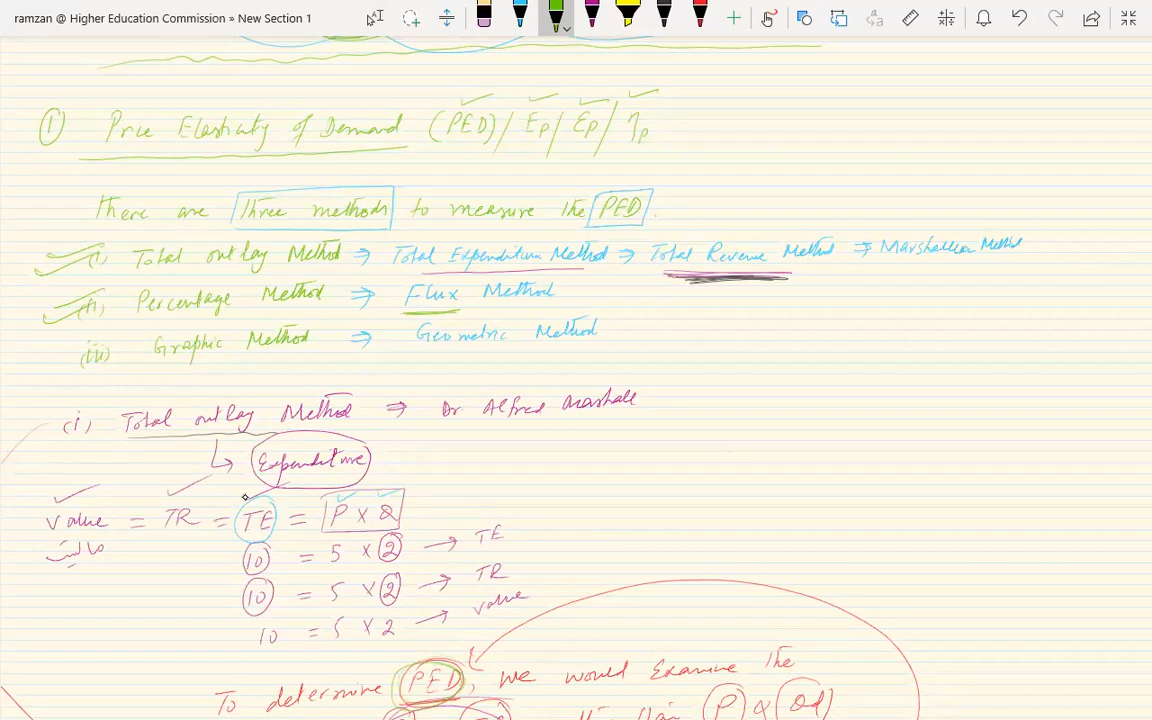 ramzan @ Higher Education Commission » New Section 1
① Price Elasticity of Demand (PED)/ Ep/ Ep/ ηp
There are three methods to measure the PED.
(i) Total outlay Method ⇒ Total Expenditure Method ⇒ Total Revenue Method ⇒ Marshallian Method
(ii) Percentage Method ⇒ Flux Method
(iii) Graphic Method ⇒ Geometric Method
(i) Total outlay Method ⇒ Dr Alfred Marshall
Expenditure
value = TR = TE = P x Q
مالیت
10 = 5 x 2 → TE
10 = 5 x 2 → TR
10 = 5 x 2 → value
To determine PED, we would Examine the
(P) & (Qd)